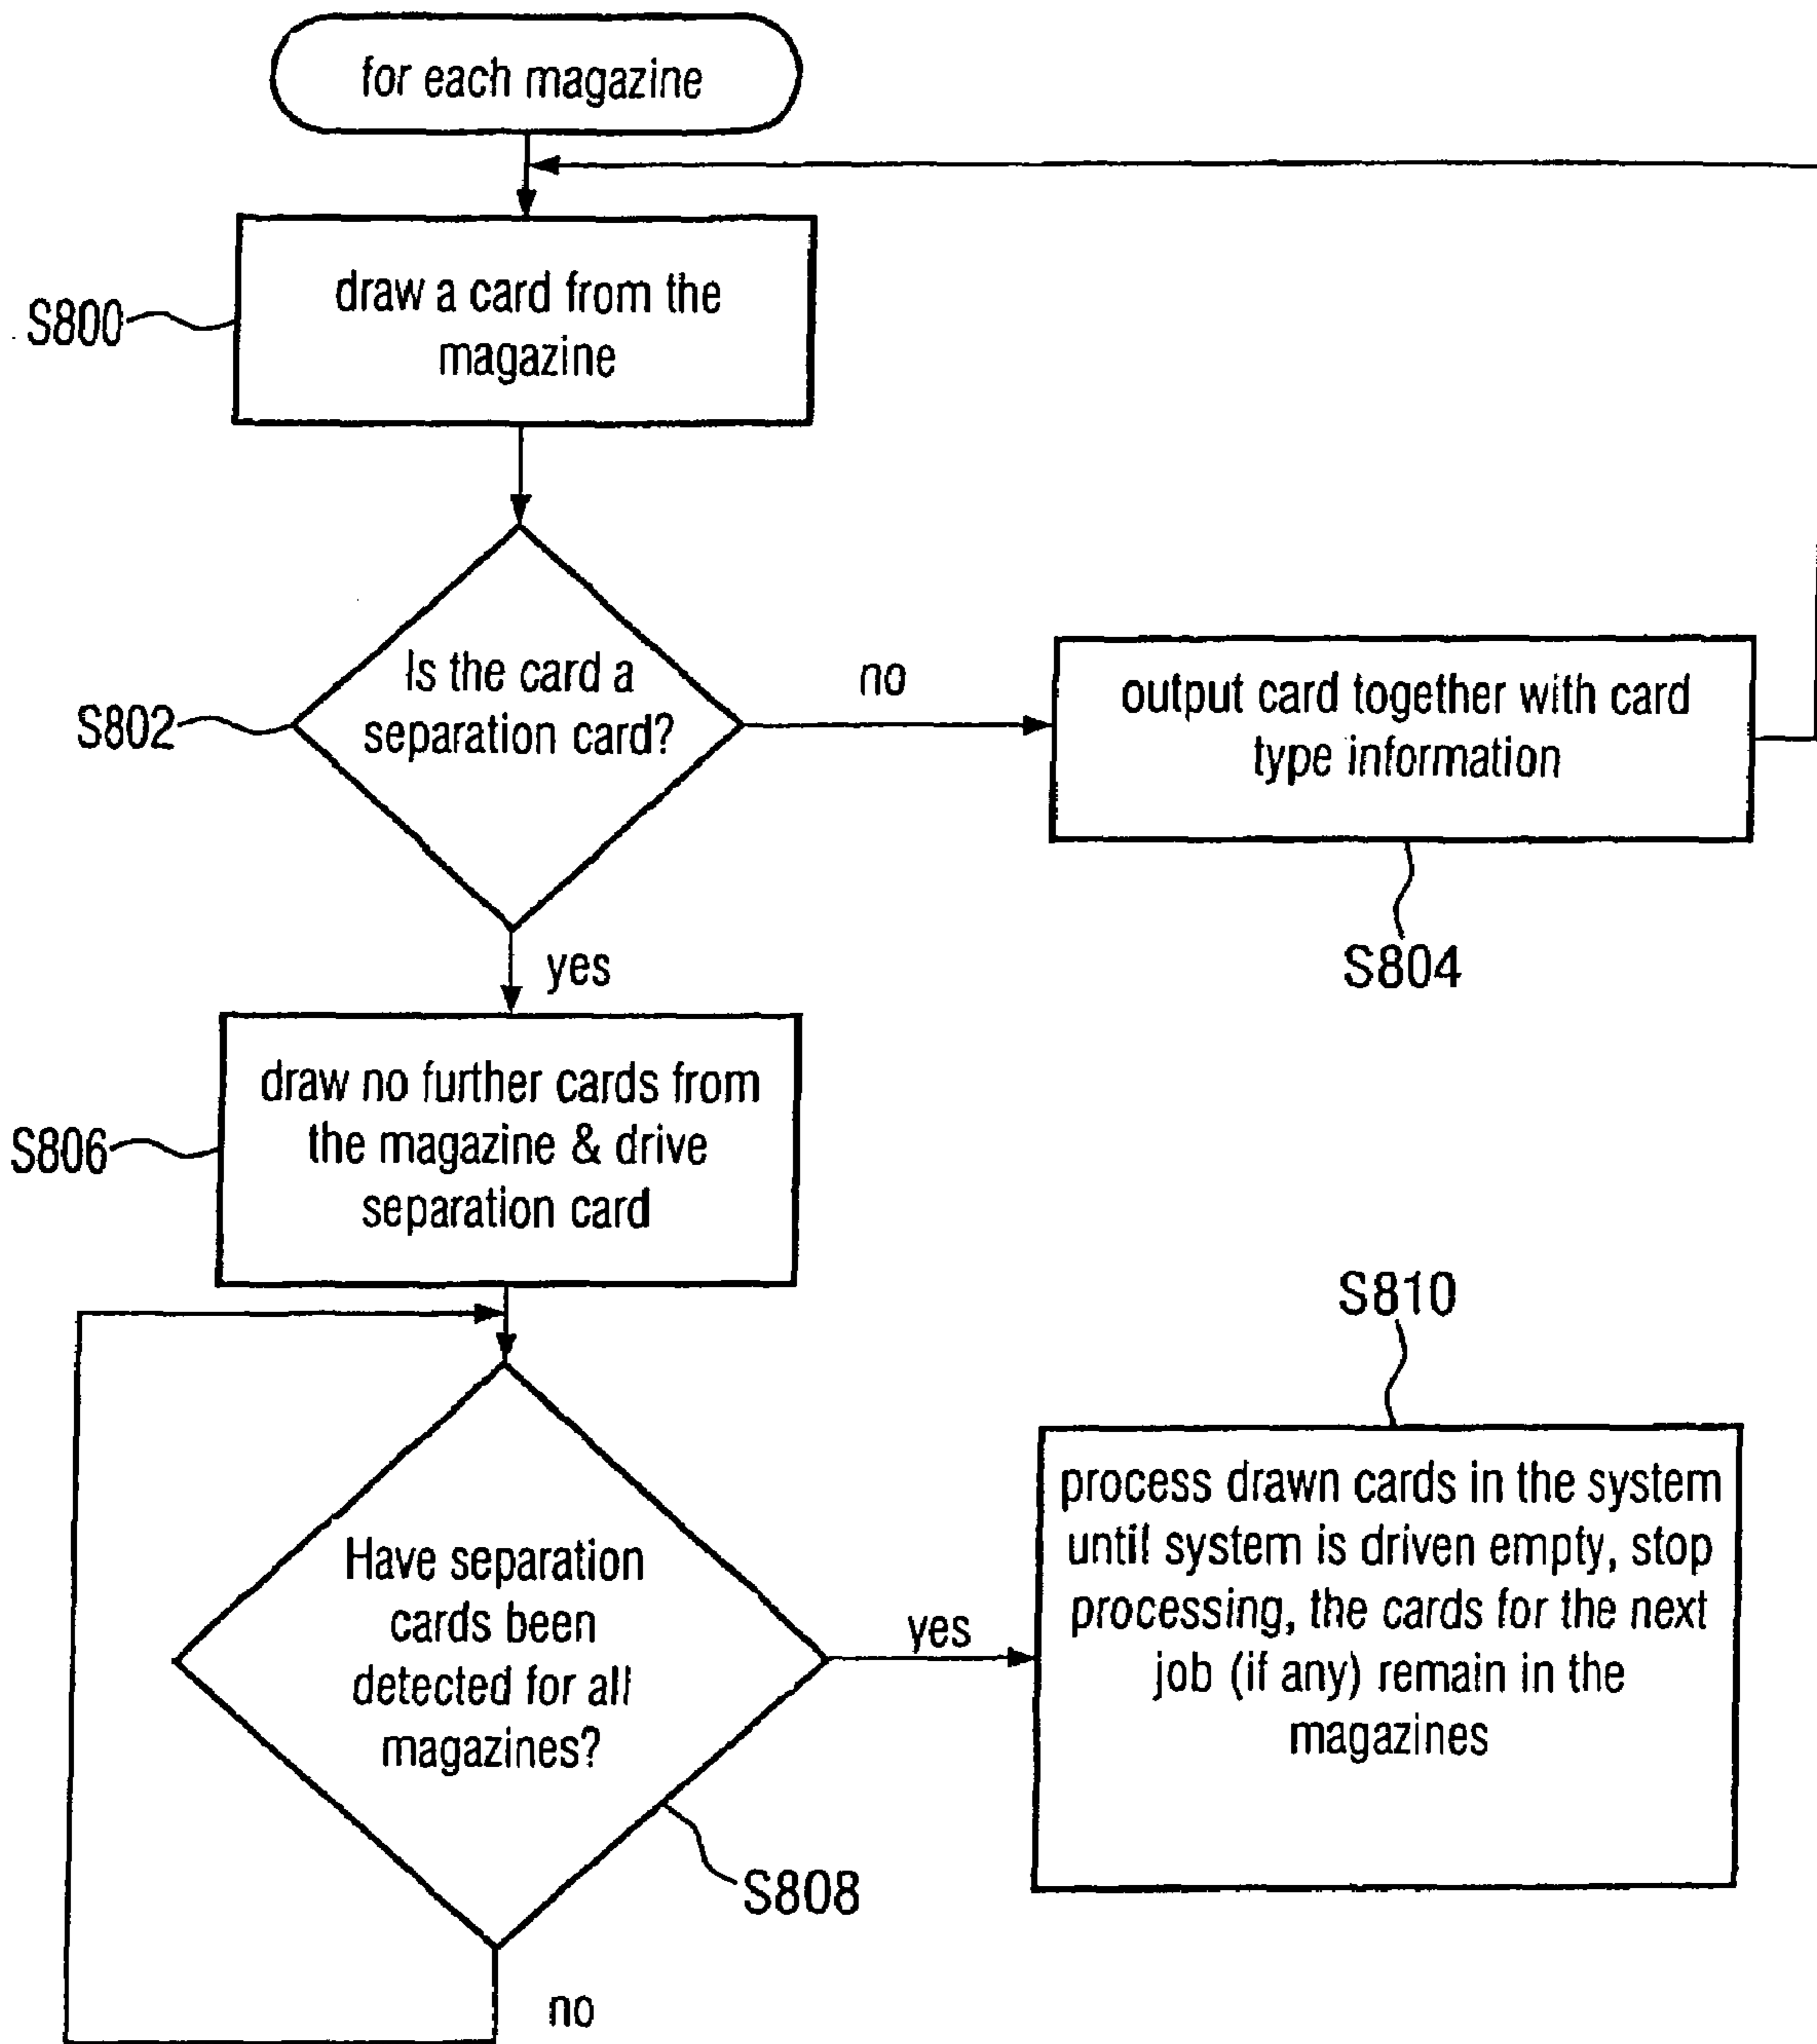 for each magazine
draw a card from the
magazine
S800
Is the card a
separation card?
S802
no
output card together with card
type information
S804
yes
draw no further cards from
the magazine & drive
separation card
S806
Have separation
cards been
detected for all
magazines?
S808
yes
S810
process drawn cards in the system
until system is driven empty, stop
processing, the cards for the next
job (if any) remain in the
magazines
no